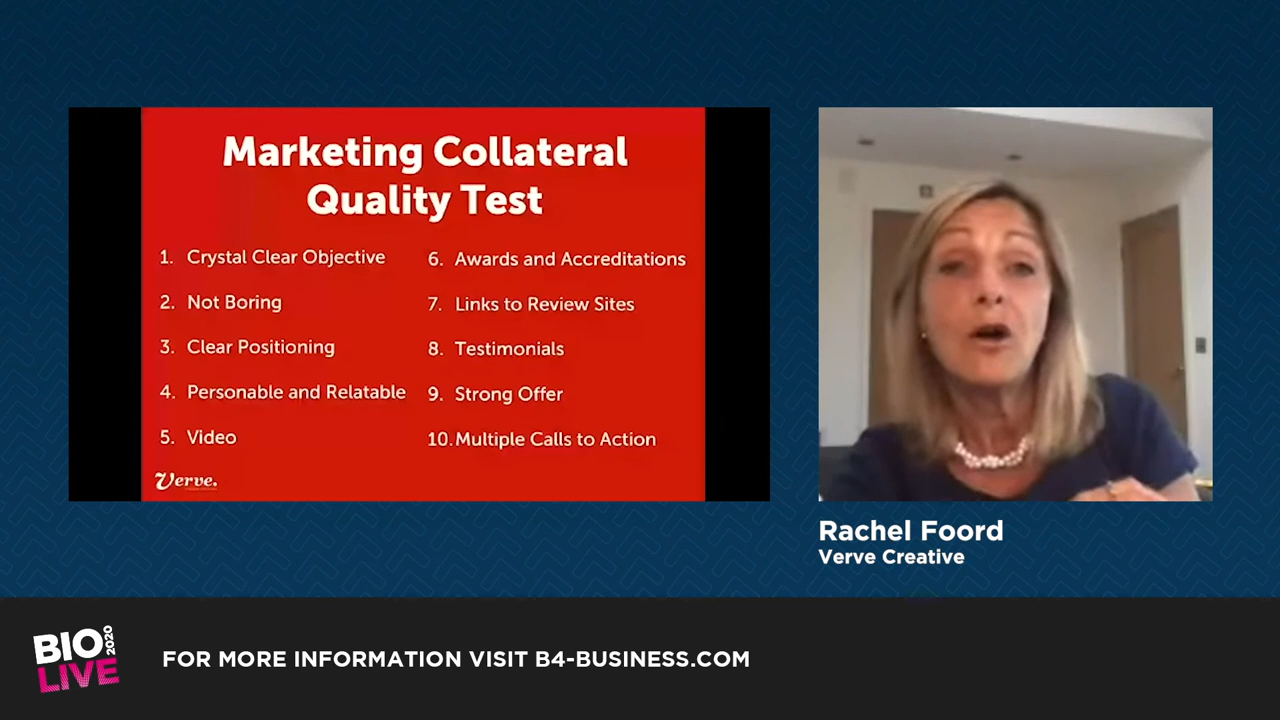 Marketing Collateral
Quality Test
1. Crystal Clear Objective
2. Not Boring
3. Clear Positioning
4. Personable and Relatable
5. Video
6. Awards and Accreditations
7. Links to Review Sites
8. Testimonials
9. Strong Offer
10. Multiple Calls to Action
Verve.
Rachel Foord
Verve Creative
BIO 2020
LIVE
FOR MORE INFORMATION VISIT B4-BUSINESS.COM